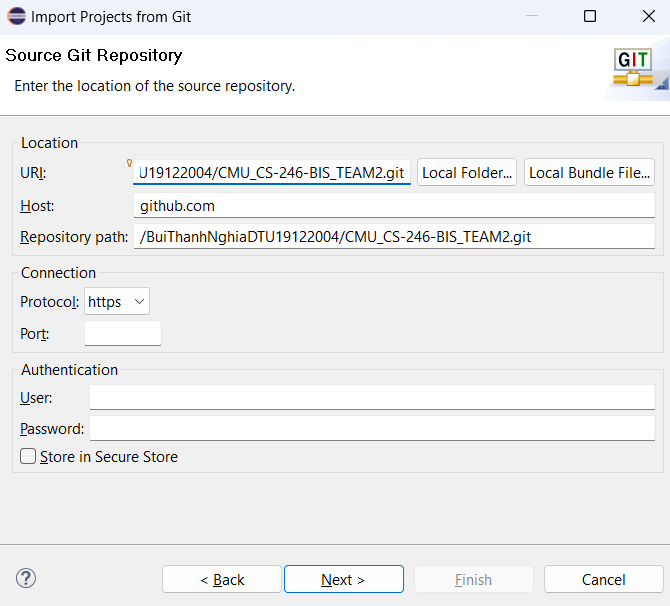 Import Projects from Git
Source Git Repository
Enter the location of the source repository.
GIT
Location
URI: U19122004/CMU_CS-246-BIS_TEAM2.git Local Folder... Local Bundle File...
Host: github.com
Repository path: /BuiThanhNghiaDTU19122004/CMU_CS-246-BIS_TEAM2.git
Connection
Protocol: https
Port:
Authentication
User:
Password:
Store in Secure Store
? < Back Next > Finish Cancel